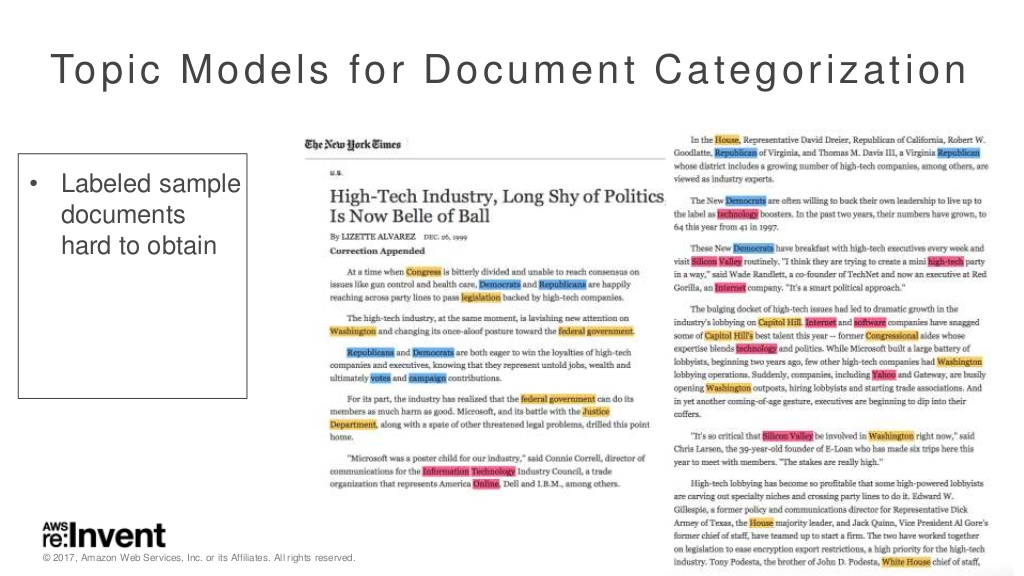 Topic Models for Document Categorization
• Labeled sample
documents
hard to obtain
The New York Times
U.S.
High-Tech Industry, Long Shy of Politics,
Is Now Belle of Ball
By LIZETTE ALVAREZ DEC. 26, 1999
Correction Appended
At a time when Congress is bitterly divided and unable to reach consensus on
issues like gun control and health care, Democrats and Republicans are happily
reaching across party lines to pass legislation backed by high-tech companies.
The high-tech industry, at the same moment, is lavishing new attention on
Washington and changing its once-aloof posture toward the federal government.
Republicans and Democrats are both eager to win the loyalties of high-tech
companies and executives, knowing that they represent untold jobs, wealth and
ultimately votes and campaign contributions.
For its part, the industry has realized that the federal government can do its
members as much harm as good. Microsoft, and its battle with the Justice
Department, along with a spate of other threatened legal problems, drilled this point
home.
"Microsoft was a poster child for our industry," said Connie Correll, director of
communications for the Information Technology Industry Council, a trade
organization that represents America Online, Dell and I.B.M., among others.
In the House, Representative David Dreier, Republican of California, Robert W.
Goodlatte, Republican of Virginia, and Thomas M. Davis III, a Virginia Republican
whose district includes a growing number of high-tech companies, among others, are
viewed as industry experts.
The New Democrats are often willing to buck their own leadership to live up to
the label as technology boosters. In the past two years, their numbers have grown, to
64 this year from 41 in 1997.
These New Democrats have breakfast with high-tech executives every week and
visit Silicon Valley routinely. "I think they are trying to create a mini high-tech party
in a way," said Wade Randlett, a co-founder of TechNet and now an executive at Red
Gorilla, an Internet company. "It's a smart political approach."
The bulging docket of high-tech issues had led to dramatic growth in the
industry's lobbying on Capitol Hill. Internet and software companies have snagged
some of Capitol Hill's best talent this year -- former Congressional aides whose
expertise blends technology and politics. While Microsoft built a large battery of
lobbyists, beginning two years ago, few other high-tech companies had Washington
lobbying operations. Suddenly, companies, including Yahoo and Gateway, are busily
opening Washington outposts, hiring lobbyists and starting trade associations. And
in yet another coming-of-age gesture, executives are beginning to dip into their
coffers.
"It's so critical that Silicon Valley be involved in Washington right now," said
Chris Larsen, the 39-year-old founder of E-Loan who has made six trips here this
year to meet with members. "The stakes are really high."
High-tech lobbying has become so profitable that some high-powered lobbyists
are carving out specialty niches and crossing party lines to do it. Edward W.
Gillespie, a former policy and communications director for Representative Dick
Armey of Texas, the House majority leader, and Jack Quinn, Vice President Al Gore's
former chief of staff, have teamed up to start a firm. The two have worked together
on legislation to ease encryption export restrictions, a high priority for the high-tech
industry. Tony Podesta, the brother of John D. Podesta, White House chief of staff,
AWS
re:Invent
© 2017, Amazon Web Services, Inc. or its Affiliates. All rights reserved.